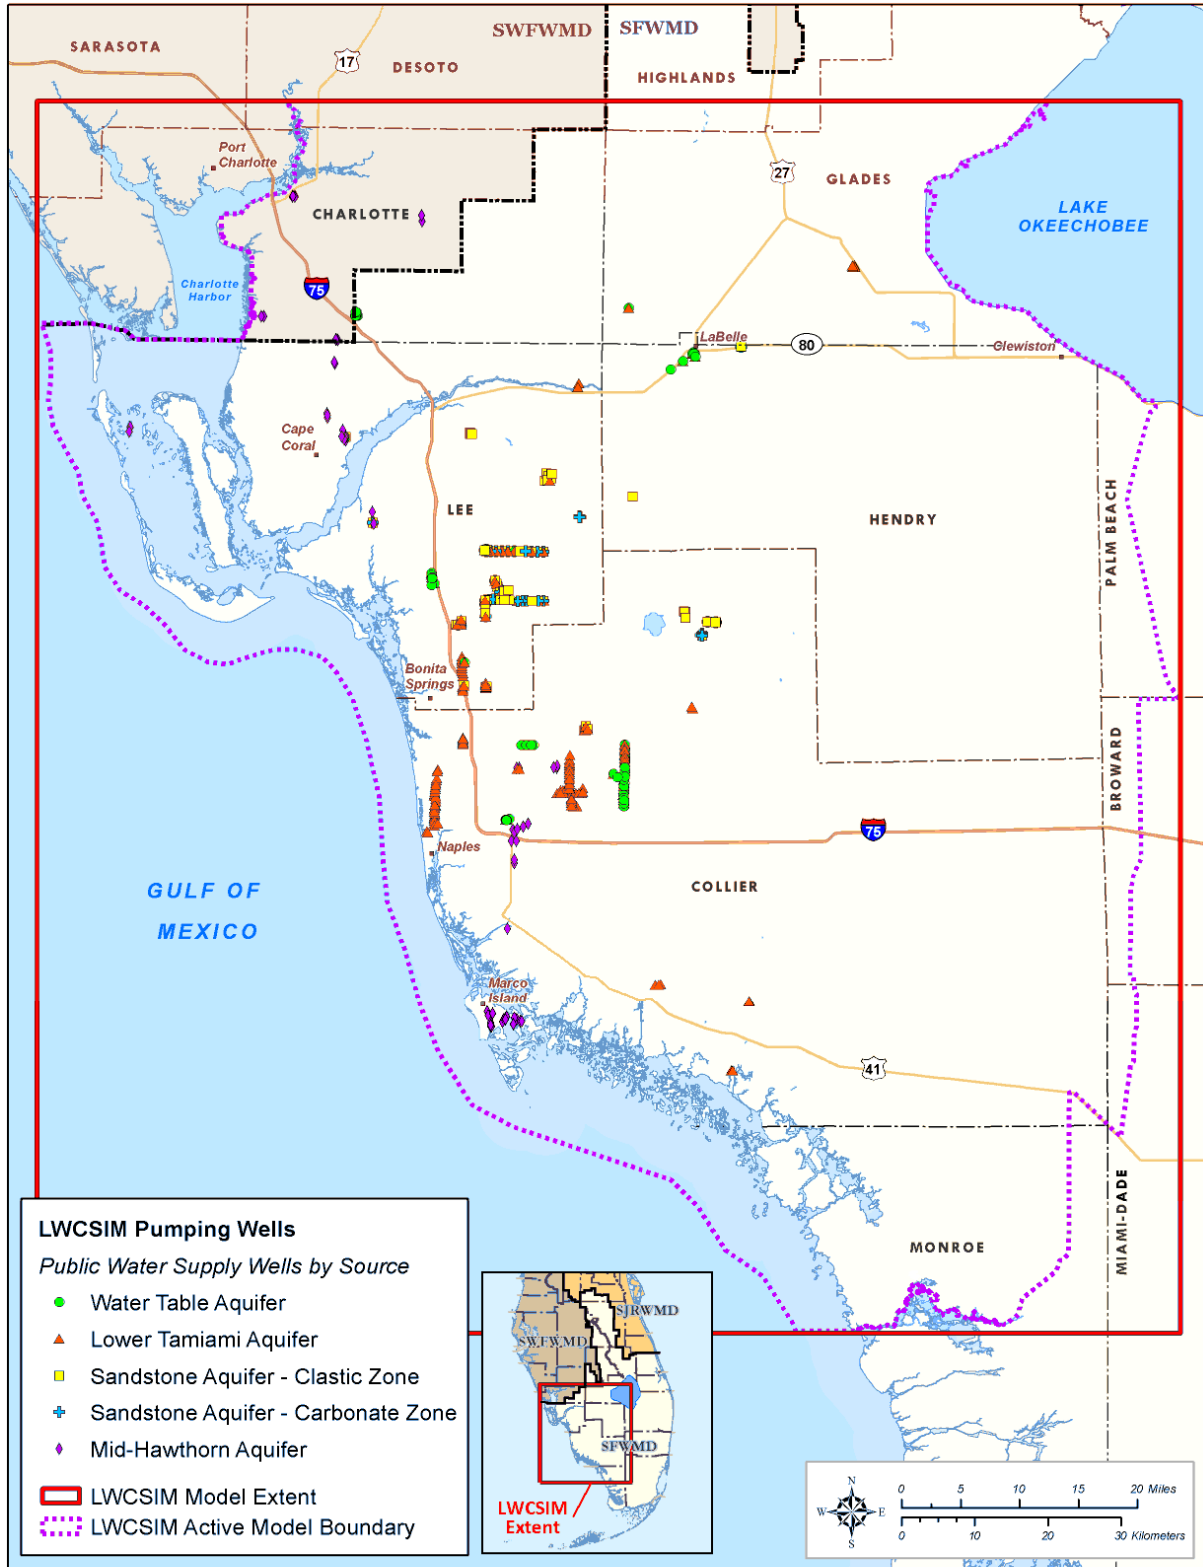 SWFWMD
SFWMD
SARASOTA
17
DESOTO
HIGHLANDS
Port
Charlotte
27
GLADES
CHARLOTTE
LAKE
OKEECHOBEE
Charlotte
Harbor
75
LaBelle
80
Clewiston
Cape
Coral
LEE
HENDRY
PALM BEACH
Bonita
Springs
BROWARD
75
Naples
COLLIER
GULF OF
MEXICO
Marco
Island
41
MIAMI-DADE
MONROE
LWCSIM Pumping Wells
Public Water Supply Wells by Source
Water Table Aquifer
Lower Tamiami Aquifer
Sandstone Aquifer - Clastic Zone
Sandstone Aquifer - Carbonate Zone
Mid-Hawthorn Aquifer
LWCSIM Model Extent
LWCSIM Active Model Boundary
SJRWMD
SWFWMD
SFWMD
LWCSIM
Extent
N
W E
S
0 5 10 15 20 Miles
0 10 20 30 Kilometers